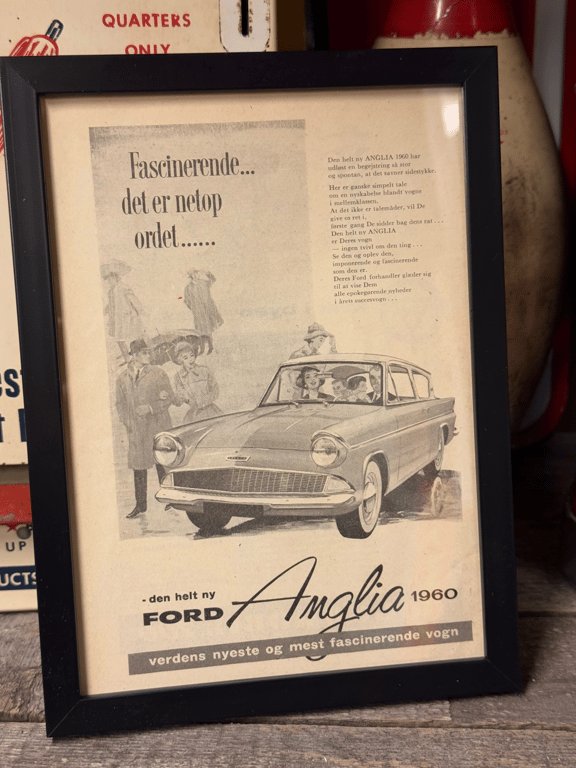 QUARTERS
ONLY
Fascinerende...
det er netop
ordet......
Den helt ny ANGLIA 1960 har
udløst en begejstring så stor
og spontan, at det savner sidestykke.
Her er ganske simpelt tale
om en nyskabelse blandt vogne
i mellemklassen.
At det ikke er talemåder, vil De
give os ret i,
første gang De sidder bag dens rat...
Den helt ny ANGLIA
er Deres vogn
— ingen tvivl om den ting...
Se den og oplev den,
imponerende og fascinerende
som den er.
Deres Ford forhandler glæder sig
til at vise Dem
alle epokegørende nyheder
i årets succesvogn...
- den helt ny
FORD Anglia 1960
verdens nyeste og mest fascinerende vogn
UP